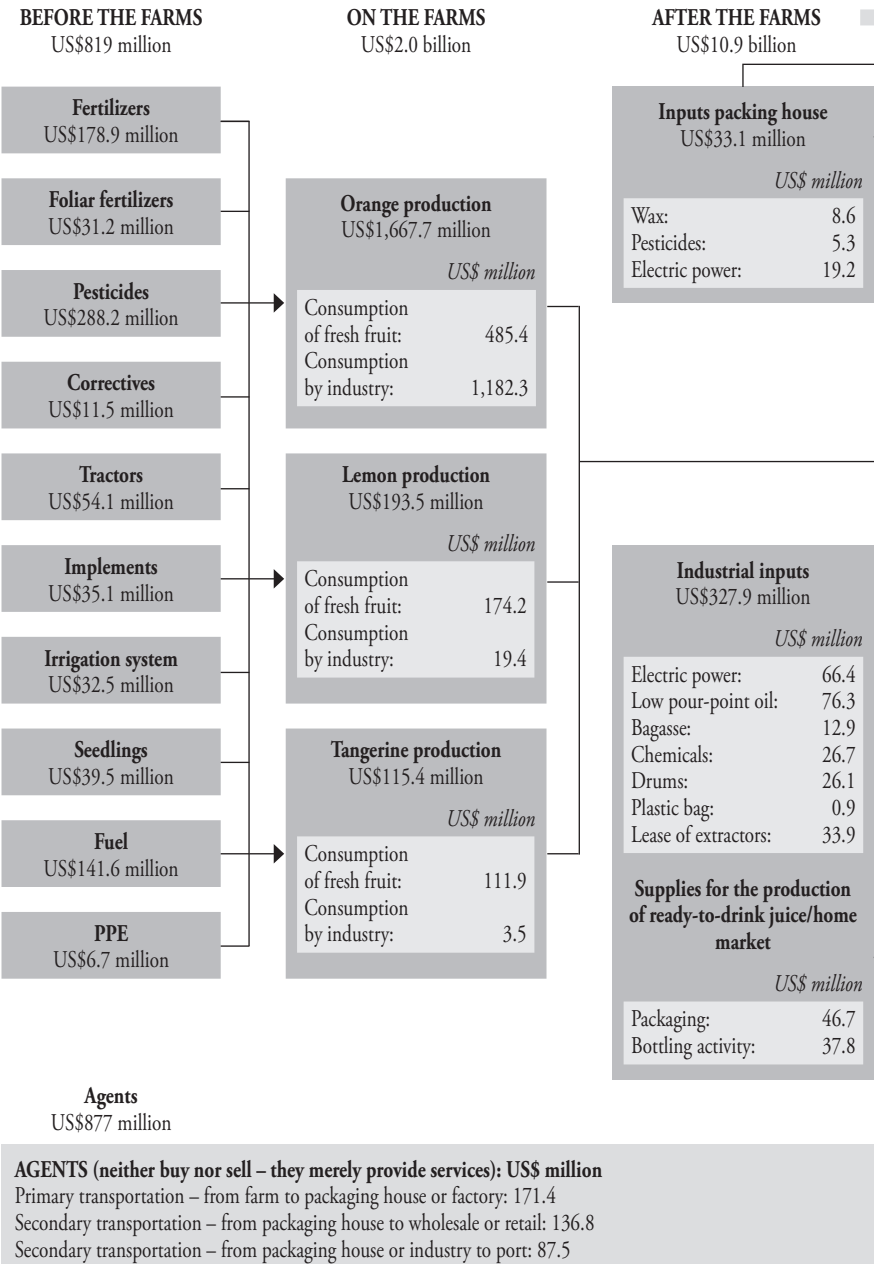 BEFORE THE FARMS
US$819 million
Fertilizers
US$178.9 million
Foliar fertilizers
US$31.2 million
Pesticides
US$288.2 million
Correctives
US$11.5 million
Tractors
US$54.1 million
Implements
US$35.1 million
Irrigation system
US$32.5 million
Seedlings
US$39.5 million
Fuel
US$141.6 million
PPE
US$6.7 million
ON THE FARMS
US$2.0 billion
Orange production
US$1,667.7 million
US$ million
Consumption
of fresh fruit: 485.4
Consumption
by industry: 1,182.3
Lemon production
US$193.5 million
US$ million
Consumption
of fresh fruit: 174.2
Consumption
by industry: 19.4
Tangerine production
US$115.4 million
US$ million
Consumption
of fresh fruit: 111.9
Consumption
by industry: 3.5
AFTER THE FARMS
US$10.9 billion
Inputs packing house
US$33.1 million
US$ million
Wax: 8.6
Pesticides: 5.3
Electric power: 19.2
Industrial inputs
US$327.9 million
US$ million
Electric power: 66.4
Low pour-point oil: 76.3
Bagasse: 12.9
Chemicals: 26.7
Drums: 26.1
Plastic bag: 0.9
Lease of extractors: 33.9
Supplies for the production
of ready-to-drink juice/home
market
US$ million
Packaging: 46.7
Bottling activity: 37.8
Agents
US$877 million
AGENTS (neither buy nor sell – they merely provide services): US$ million
Primary transportation – from farm to packaging house or factory: 171.4
Secondary transportation – from packaging house to wholesale or retail: 136.8
Secondary transportation – from packaging house or industry to port: 87.5